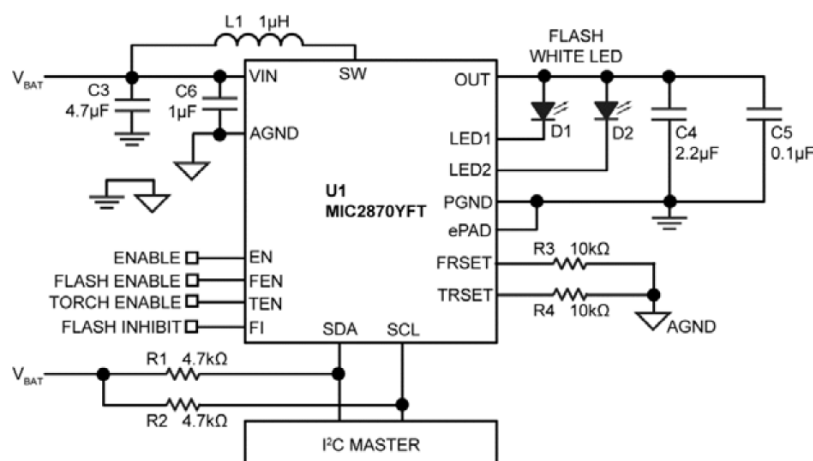 L1 1µH
FLASH
WHITE LED
V_BAT
VIN
SW
OUT
C3
4.7µF
C6
1µF
AGND
LED1
D1
D2
C4
2.2µF
C5
0.1µF
LED2
U1
MIC2870YFT
PGND
ePAD
ENABLE
EN
FRSET
R3 10kΩ
FLASH ENABLE
FEN
TORCH ENABLE
TEN
TRSET
R4 10kΩ
FLASH INHIBIT
FI
SDA
SCL
AGND
V_BAT
R1 4.7kΩ
R2 4.7kΩ
I²C MASTER